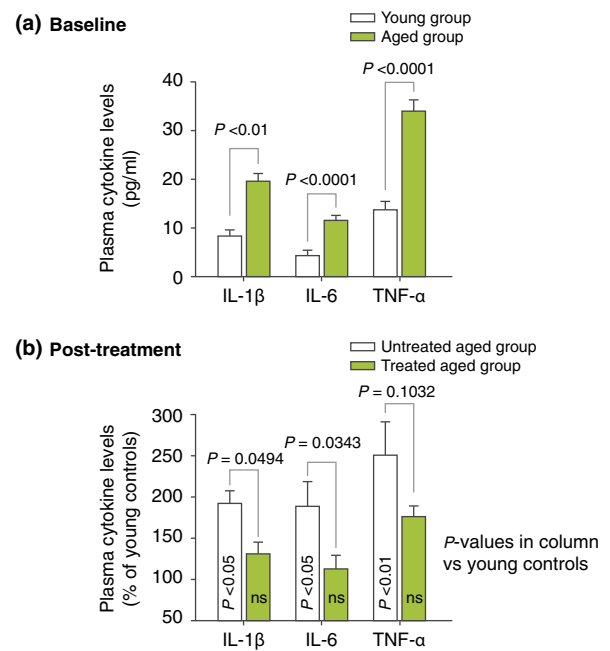 (a) Baseline
Young group
Aged group
Plasma cytokine levels
(pg/ml)
40
30
20
10
0
P <0.01
P <0.0001
P <0.0001
IL-1β
IL-6
TNF-α
(b) Post-treatment
Untreated aged group
Treated aged group
Plasma cytokine levels
(% of young controls)
300
250
200
150
100
50
P = 0.0494
P = 0.0343
P = 0.1032
P <0.05
ns
P <0.05
ns
P <0.01
ns
IL-1β
IL-6
TNF-α
P-values in column
vs young controls